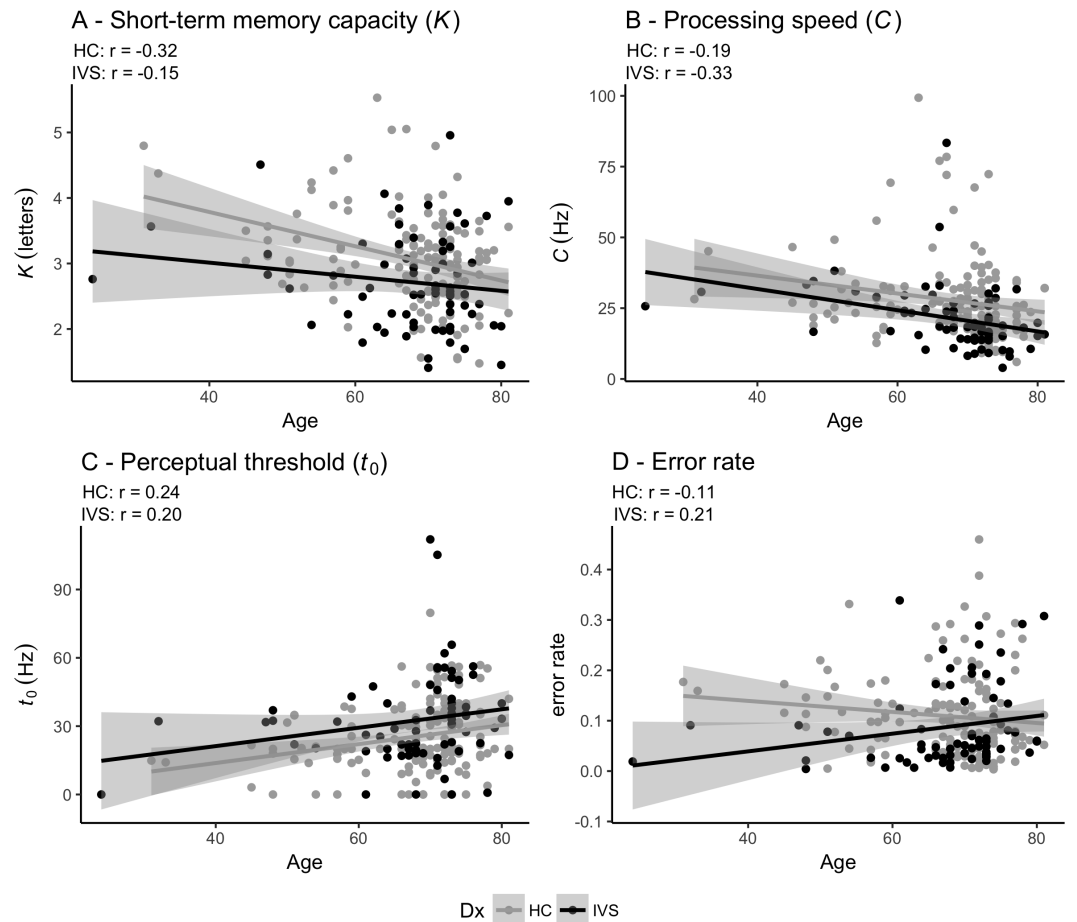 A - Short-term memory capacity (K)
HC: r = -0.32
IVS: r = -0.15
5
4
3
2
K (letters)
40 60 80
Age
B - Processing speed (C)
HC: r = -0.19
IVS: r = -0.33
100
75
50
25
0
C (Hz)
40 60 80
Age
C - Perceptual threshold (t0)
HC: r = 0.24
IVS: r = 0.20
90
60
30
0
t0 (Hz)
40 60 80
Age
D - Error rate
HC: r = -0.11
IVS: r = 0.21
0.4
0.3
0.2
0.1
0.0
-0.1
error rate
40 60 80
Age
Dx HC IVS